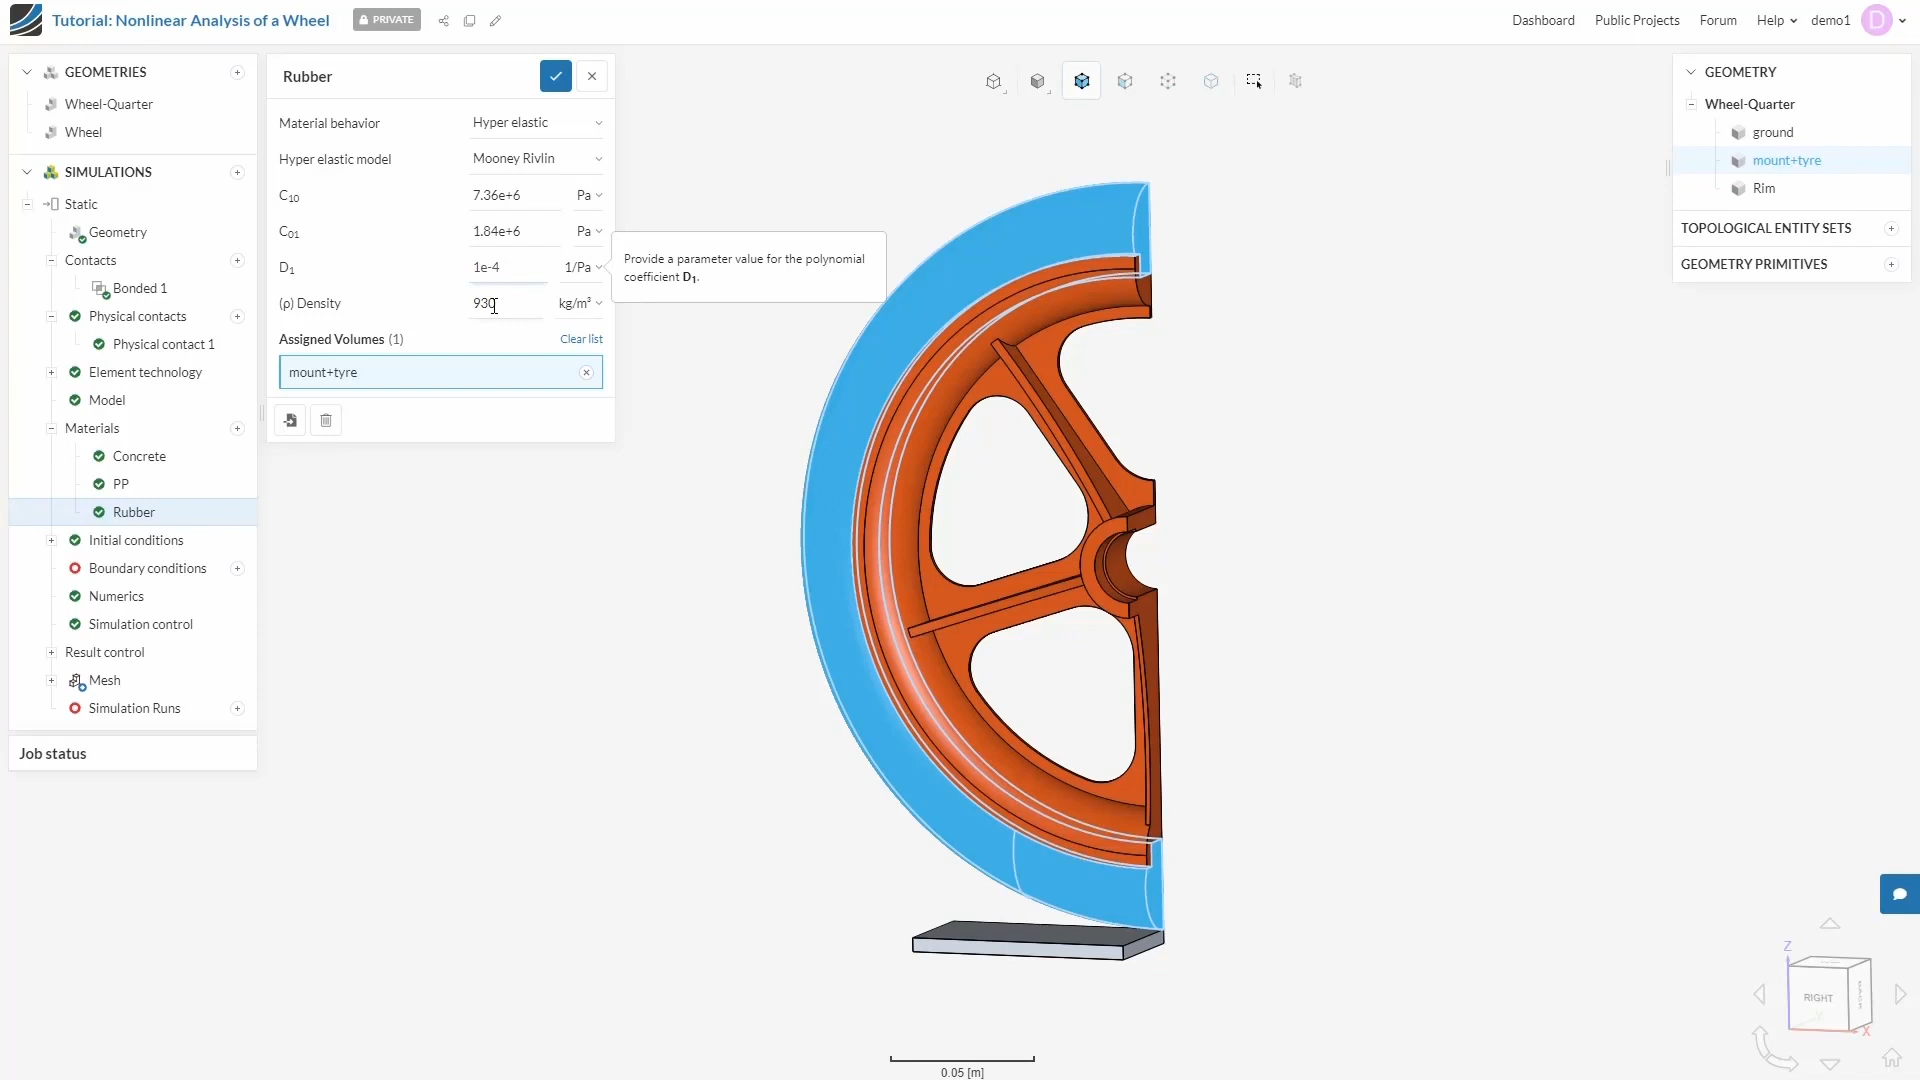 Tutorial: Nonlinear Analysis of a Wheel
PRIVATE
Dashboard
Public Projects
Forum
Help
demo1
D
GEOMETRIES
Wheel-Quarter
Wheel
SIMULATIONS
Static
Geometry
Contacts
Bonded 1
Physical contacts
Physical contact 1
Element technology
Model
Materials
Concrete
PP
Rubber
Initial conditions
Boundary conditions
Numerics
Simulation control
Result control
Mesh
Simulation Runs
Job status
Rubber
Material behavior Hyper elastic
Hyper elastic model Mooney Rivlin
C10 7.36e+6 Pa
C01 1.84e+6 Pa
D1 1e-4 1/Pa
(ρ) Density 930 kg/m³
Assigned Volumes (1) Clear list
mount+tyre
Provide a parameter value for the polynomial
coefficient D1.
GEOMETRY
Wheel-Quarter
ground
mount+tyre
Rim
TOPOLOGICAL ENTITY SETS
GEOMETRY PRIMITIVES
0.05 [m]
Z
RIGHT
BACK
Y
X